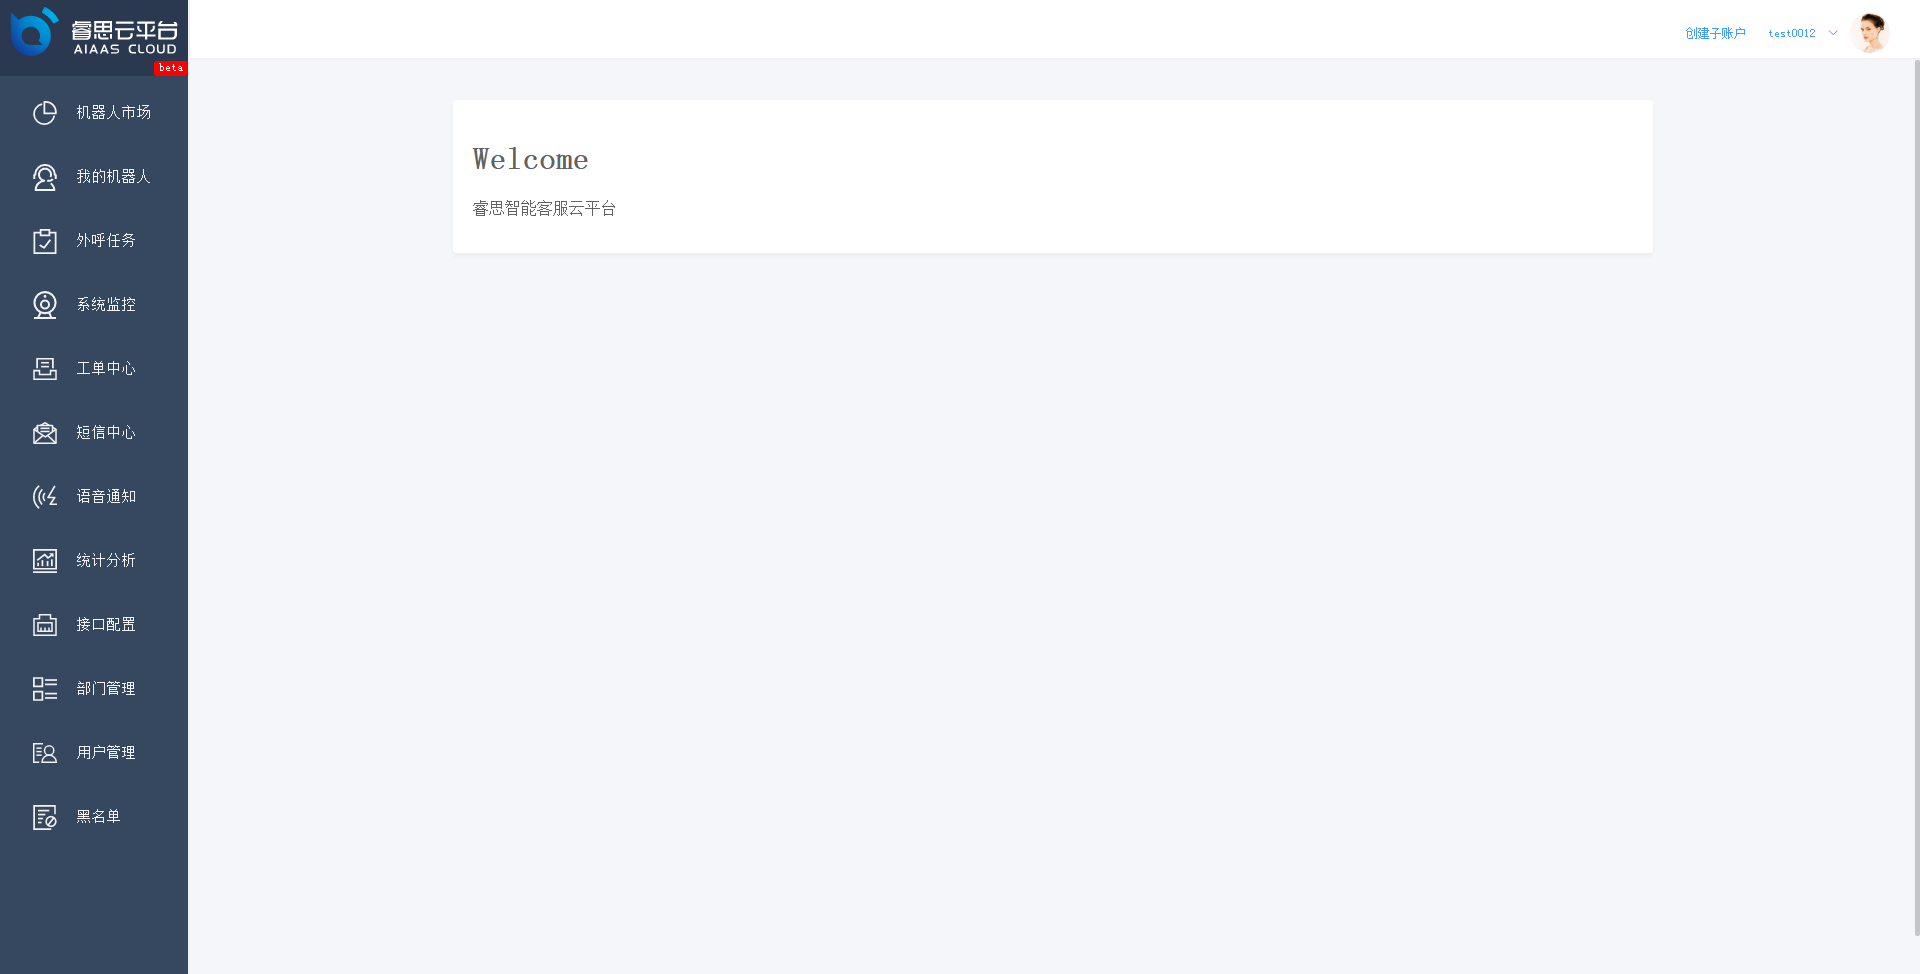 睿思云平台
AIAAS CLOUD
beta
创建子账户 test0012
机器人市场
我的机器人
外呼任务
系统监控
工单中心
短信中心
语音通知
统计分析
接口配置
部门管理
用户管理
黑名单
Welcome
睿思智能客服云平台